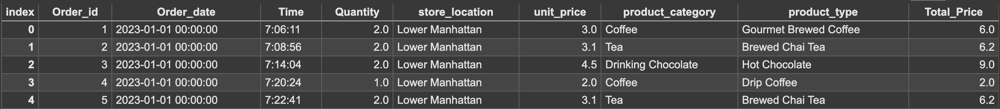 index Order_id Order_date Time Quantity store_location unit_price product_category product_type Total_Price
0 1 2023-01-01 00:00:00 7:06:11 2.0 Lower Manhattan 3.0 Coffee Gourmet Brewed Coffee 6.0
1 2 2023-01-01 00:00:00 7:08:56 2.0 Lower Manhattan 3.1 Tea Brewed Chai Tea 6.2
2 3 2023-01-01 00:00:00 7:14:04 2.0 Lower Manhattan 4.5 Drinking Chocolate Hot Chocolate 9.0
3 4 2023-01-01 00:00:00 7:20:24 1.0 Lower Manhattan 2.0 Coffee Drip Coffee 2.0
4 5 2023-01-01 00:00:00 7:22:41 2.0 Lower Manhattan 3.1 Tea Brewed Chai Tea 6.2